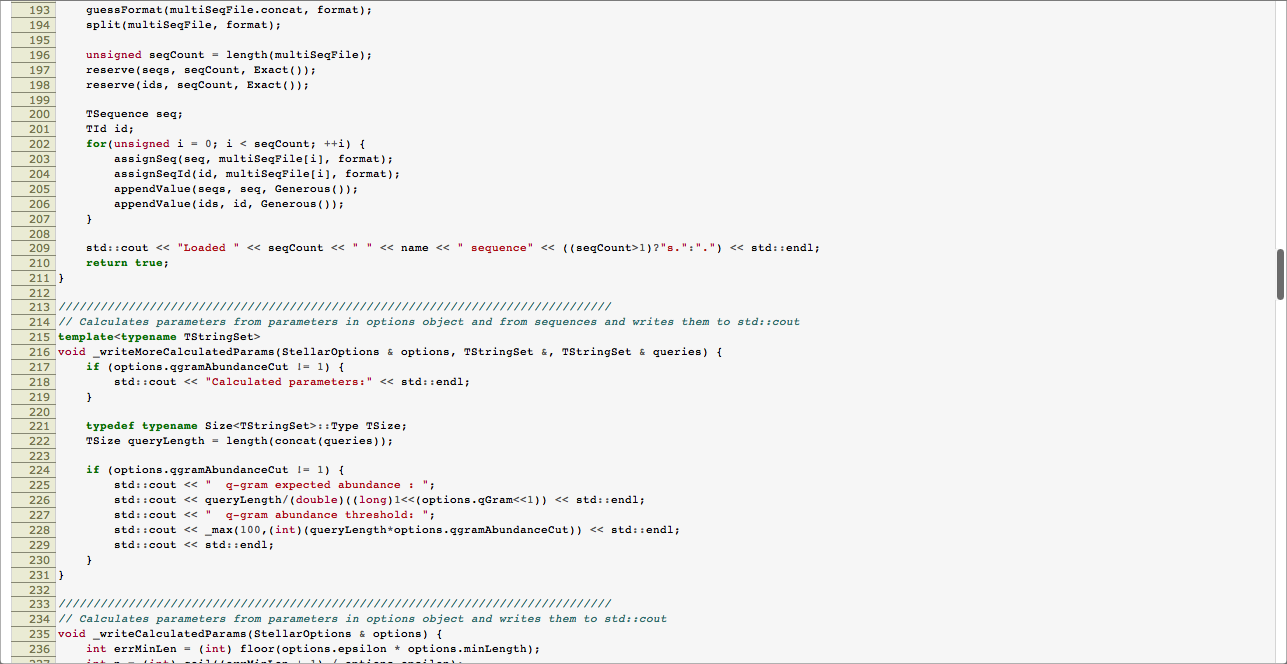 193 guessFormat(multiSeqFile.concat, format);
194 split(multiSeqFile, format);
195
196 unsigned seqCount = length(multiSeqFile);
197 reserve(seqs, seqCount, Exact());
198 reserve(ids, seqCount, Exact());
199
200 TSequence seq;
201 TId id;
202 for(unsigned i = 0; i < seqCount; ++i) {
203 assignSeq(seq, multiSeqFile[i], format);
204 assignSeqId(id, multiSeqFile[i], format);
205 appendValue(seqs, seq, Generous());
206 appendValue(ids, id, Generous());
207 }
208
209 std::cout << "Loaded " << seqCount << " " << name << " sequence" << ((seqCount>1)?"s.":".") << std::endl;
210 return true;
211 }
212
213 ///////////////////////////////////////////////////////////////////////////////
214 // Calculates parameters from parameters in options object and from sequences and writes them to std::cout
215 template<typename TStringSet>
216 void _writeMoreCalculatedParams(StellarOptions & options, TStringSet &, TStringSet & queries) {
217 if (options.qgramAbundanceCut != 1) {
218 std::cout << "Calculated parameters:" << std::endl;
219 }
220
221 typedef typename Size<TStringSet>::Type TSize;
222 TSize queryLength = length(concat(queries));
223
224 if (options.qgramAbundanceCut != 1) {
225 std::cout << "  q-gram expected abundance : ";
226 std::cout << queryLength/(double)((long)1<<(options.qGram<<1)) << std::endl;
227 std::cout << "  q-gram abundance threshold: ";
228 std::cout << _max(100,(int)(queryLength*options.qgramAbundanceCut)) << std::endl;
229 std::cout << std::endl;
230 }
231 }
232
233 ///////////////////////////////////////////////////////////////////////////////
234 // Calculates parameters from parameters in options object and writes them to std::cout
235 void _writeCalculatedParams(StellarOptions & options) {
236 int errMinLen = (int) floor(options.epsilon * options.minLength);
237 int n = (int) ceil((errMinLen + 1) / options.epsilon);